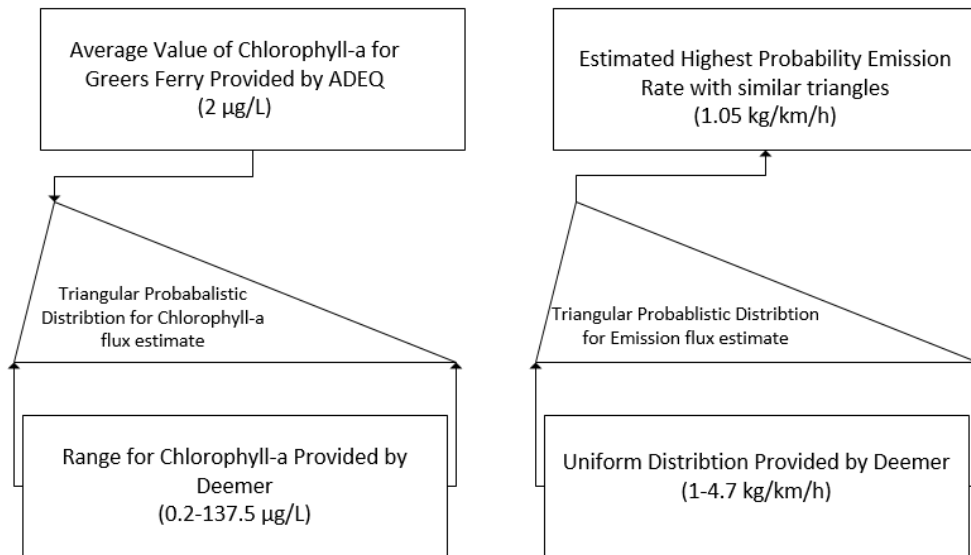 Average Value of Chlorophyll-a for
Greers Ferry Provided by ADEQ
(2 µg/L)
Estimated Highest Probability Emission
Rate with similar triangles
(1.05 kg/km/h)
Triangular Probabalistic
Distribtion for Chlorophyll-a
flux estimate
Triangular Probablistic Distribtion
for Emission flux estimate
Range for Chlorophyll-a Provided by
Deemer
(0.2-137.5 µg/L)
Uniform Distribtion Provided by Deemer
(1-4.7 kg/km/h)